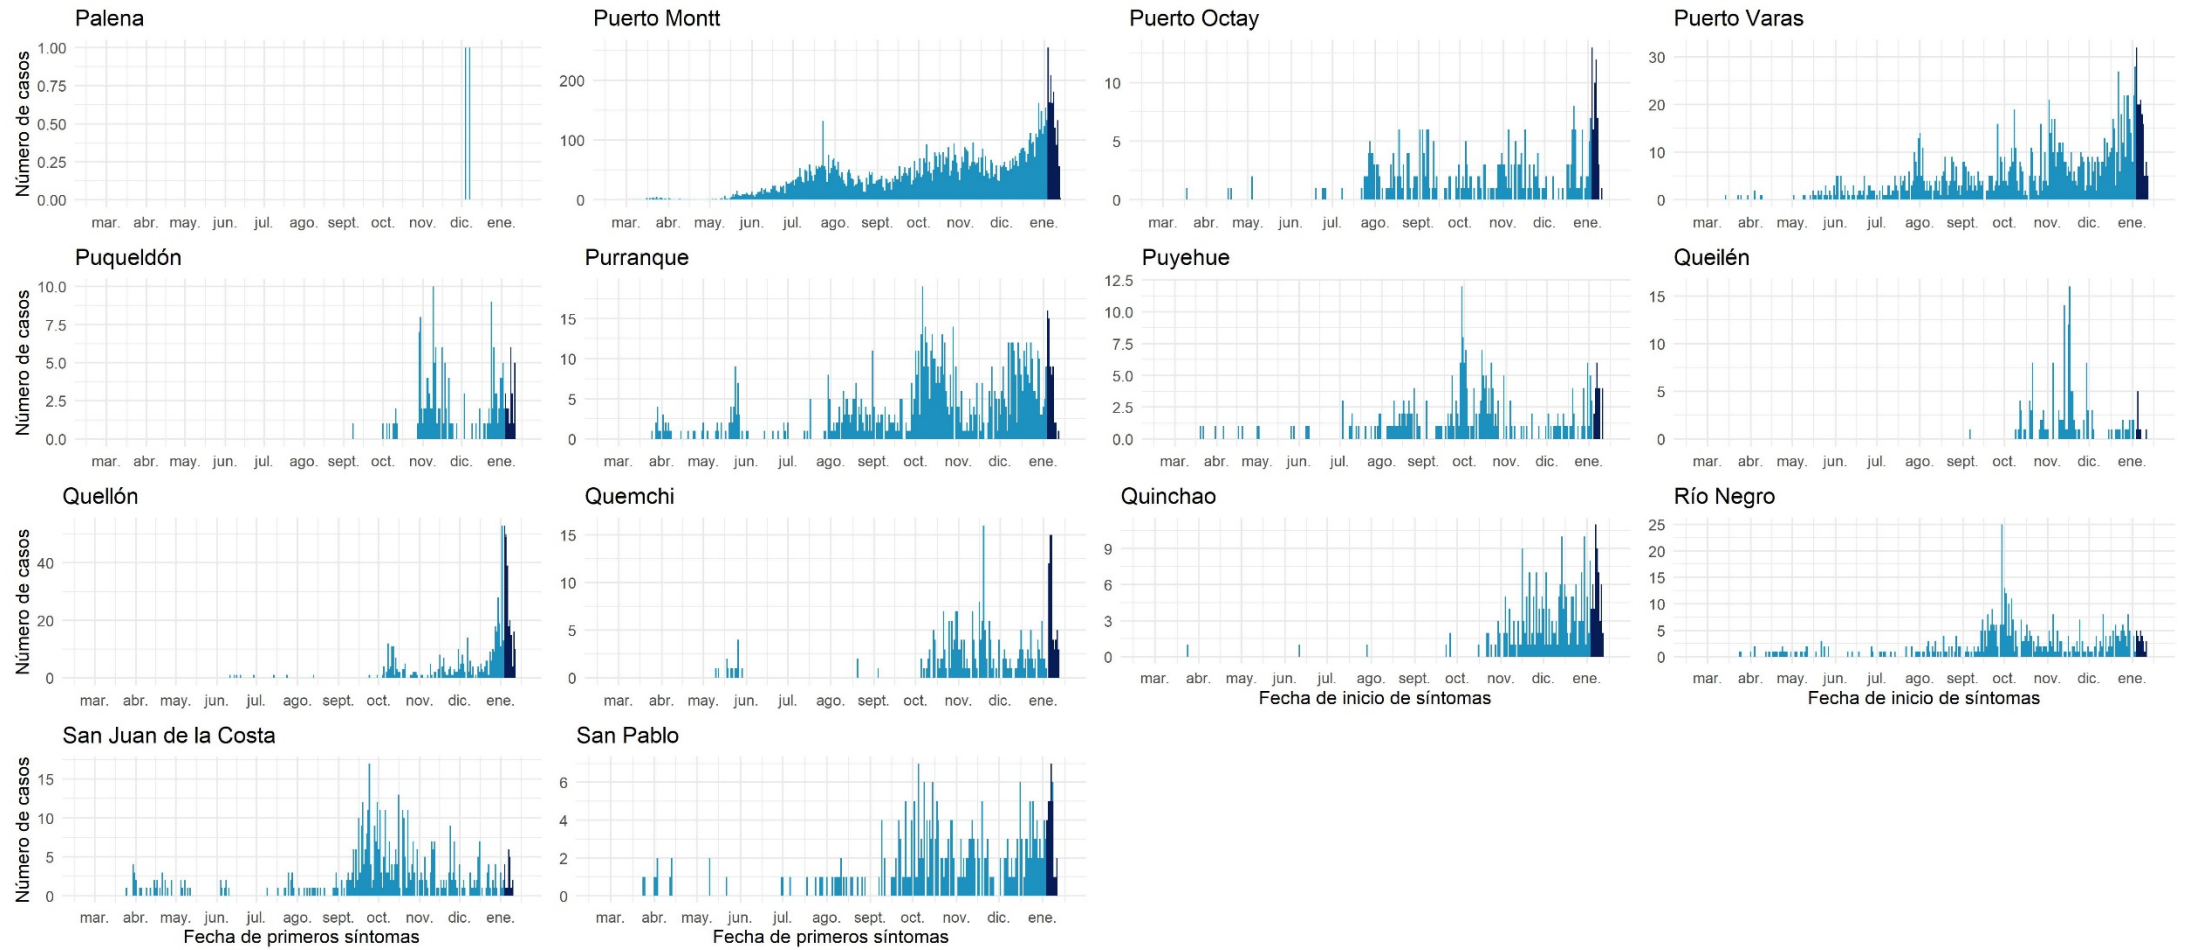 Palena
Número de casos
1.00
0.75
0.50
0.25
0.00
mar. abr. may. jun. jul. ago. sept. oct. nov. dic. ene.
Puerto Montt
200
100
0
mar. abr. may. jun. jul. ago. sept. oct. nov. dic. ene.
Puerto Octay
10
5
0
mar. abr. may. jun. jul. ago. sept. oct. nov. dic. ene.
Puerto Varas
30
20
10
0
mar. abr. may. jun. jul. ago. sept. oct. nov. dic. ene.
Puqueldón
Número de casos
10.0
7.5
5.0
2.5
0.0
mar. abr. may. jun. jul. ago. sept. oct. nov. dic. ene.
Purranque
15
10
5
0
mar. abr. may. jun. jul. ago. sept. oct. nov. dic. ene.
Puyehue
12.5
10.0
7.5
5.0
2.5
0.0
mar. abr. may. jun. jul. ago. sept. oct. nov. dic. ene.
Queilén
15
10
5
0
mar. abr. may. jun. jul. ago. sept. oct. nov. dic. ene.
Quellón
Número de casos
40
20
0
mar. abr. may. jun. jul. ago. sept. oct. nov. dic. ene.
Quemchi
15
10
5
0
mar. abr. may. jun. jul. ago. sept. oct. nov. dic. ene.
Quinchao
9
6
3
0
mar. abr. may. jun. jul. ago. sept. oct. nov. dic. ene.
Fecha de inicio de síntomas
Río Negro
25
20
15
10
5
0
mar. abr. may. jun. jul. ago. sept. oct. nov. dic. ene.
Fecha de inicio de síntomas
San Juan de la Costa
Número de casos
15
10
5
0
mar. abr. may. jun. jul. ago. sept. oct. nov. dic. ene.
Fecha de primeros síntomas
San Pablo
6
4
2
0
mar. abr. may. jun. jul. ago. sept. oct. nov. dic. ene.
Fecha de primeros síntomas